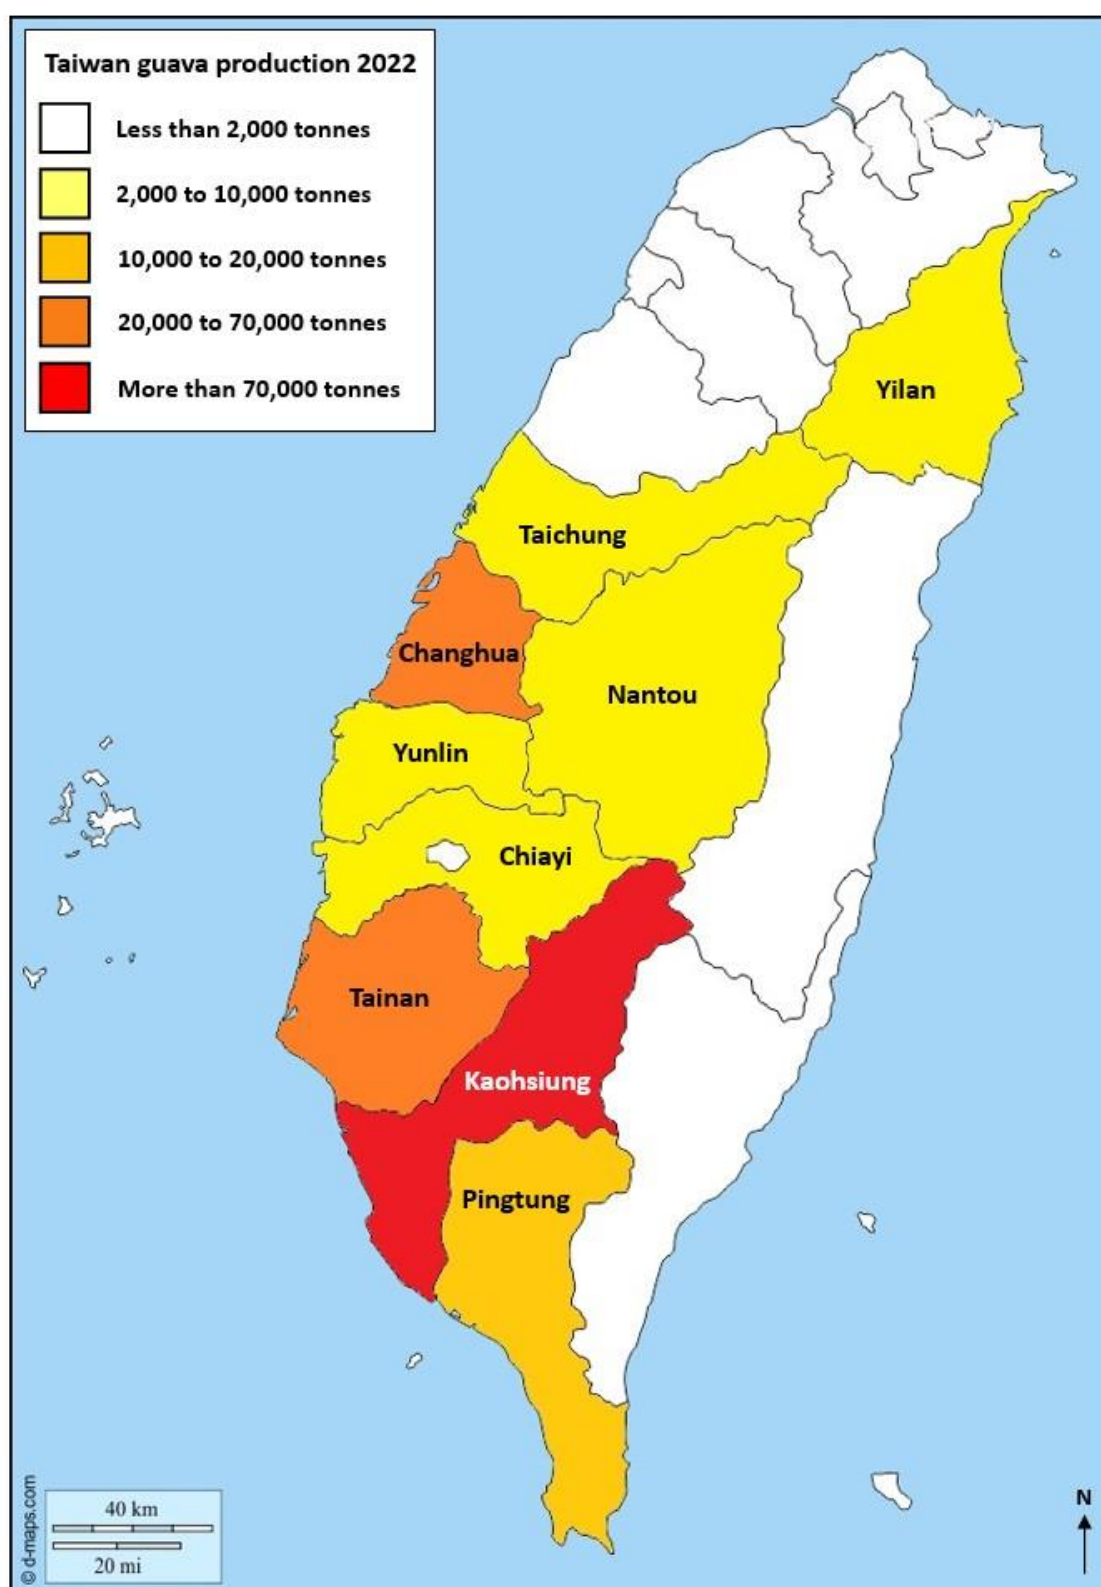 Taiwan guava production 2022
Less than 2,000 tonnes
2,000 to 10,000 tonnes
10,000 to 20,000 tonnes
20,000 to 70,000 tonnes
More than 70,000 tonnes
Yilan
Taichung
Changhua
Nantou
Yunlin
Chiayi
Tainan
Kaohsiung
Pingtung
© d-maps.com
40 km
20 mi
N